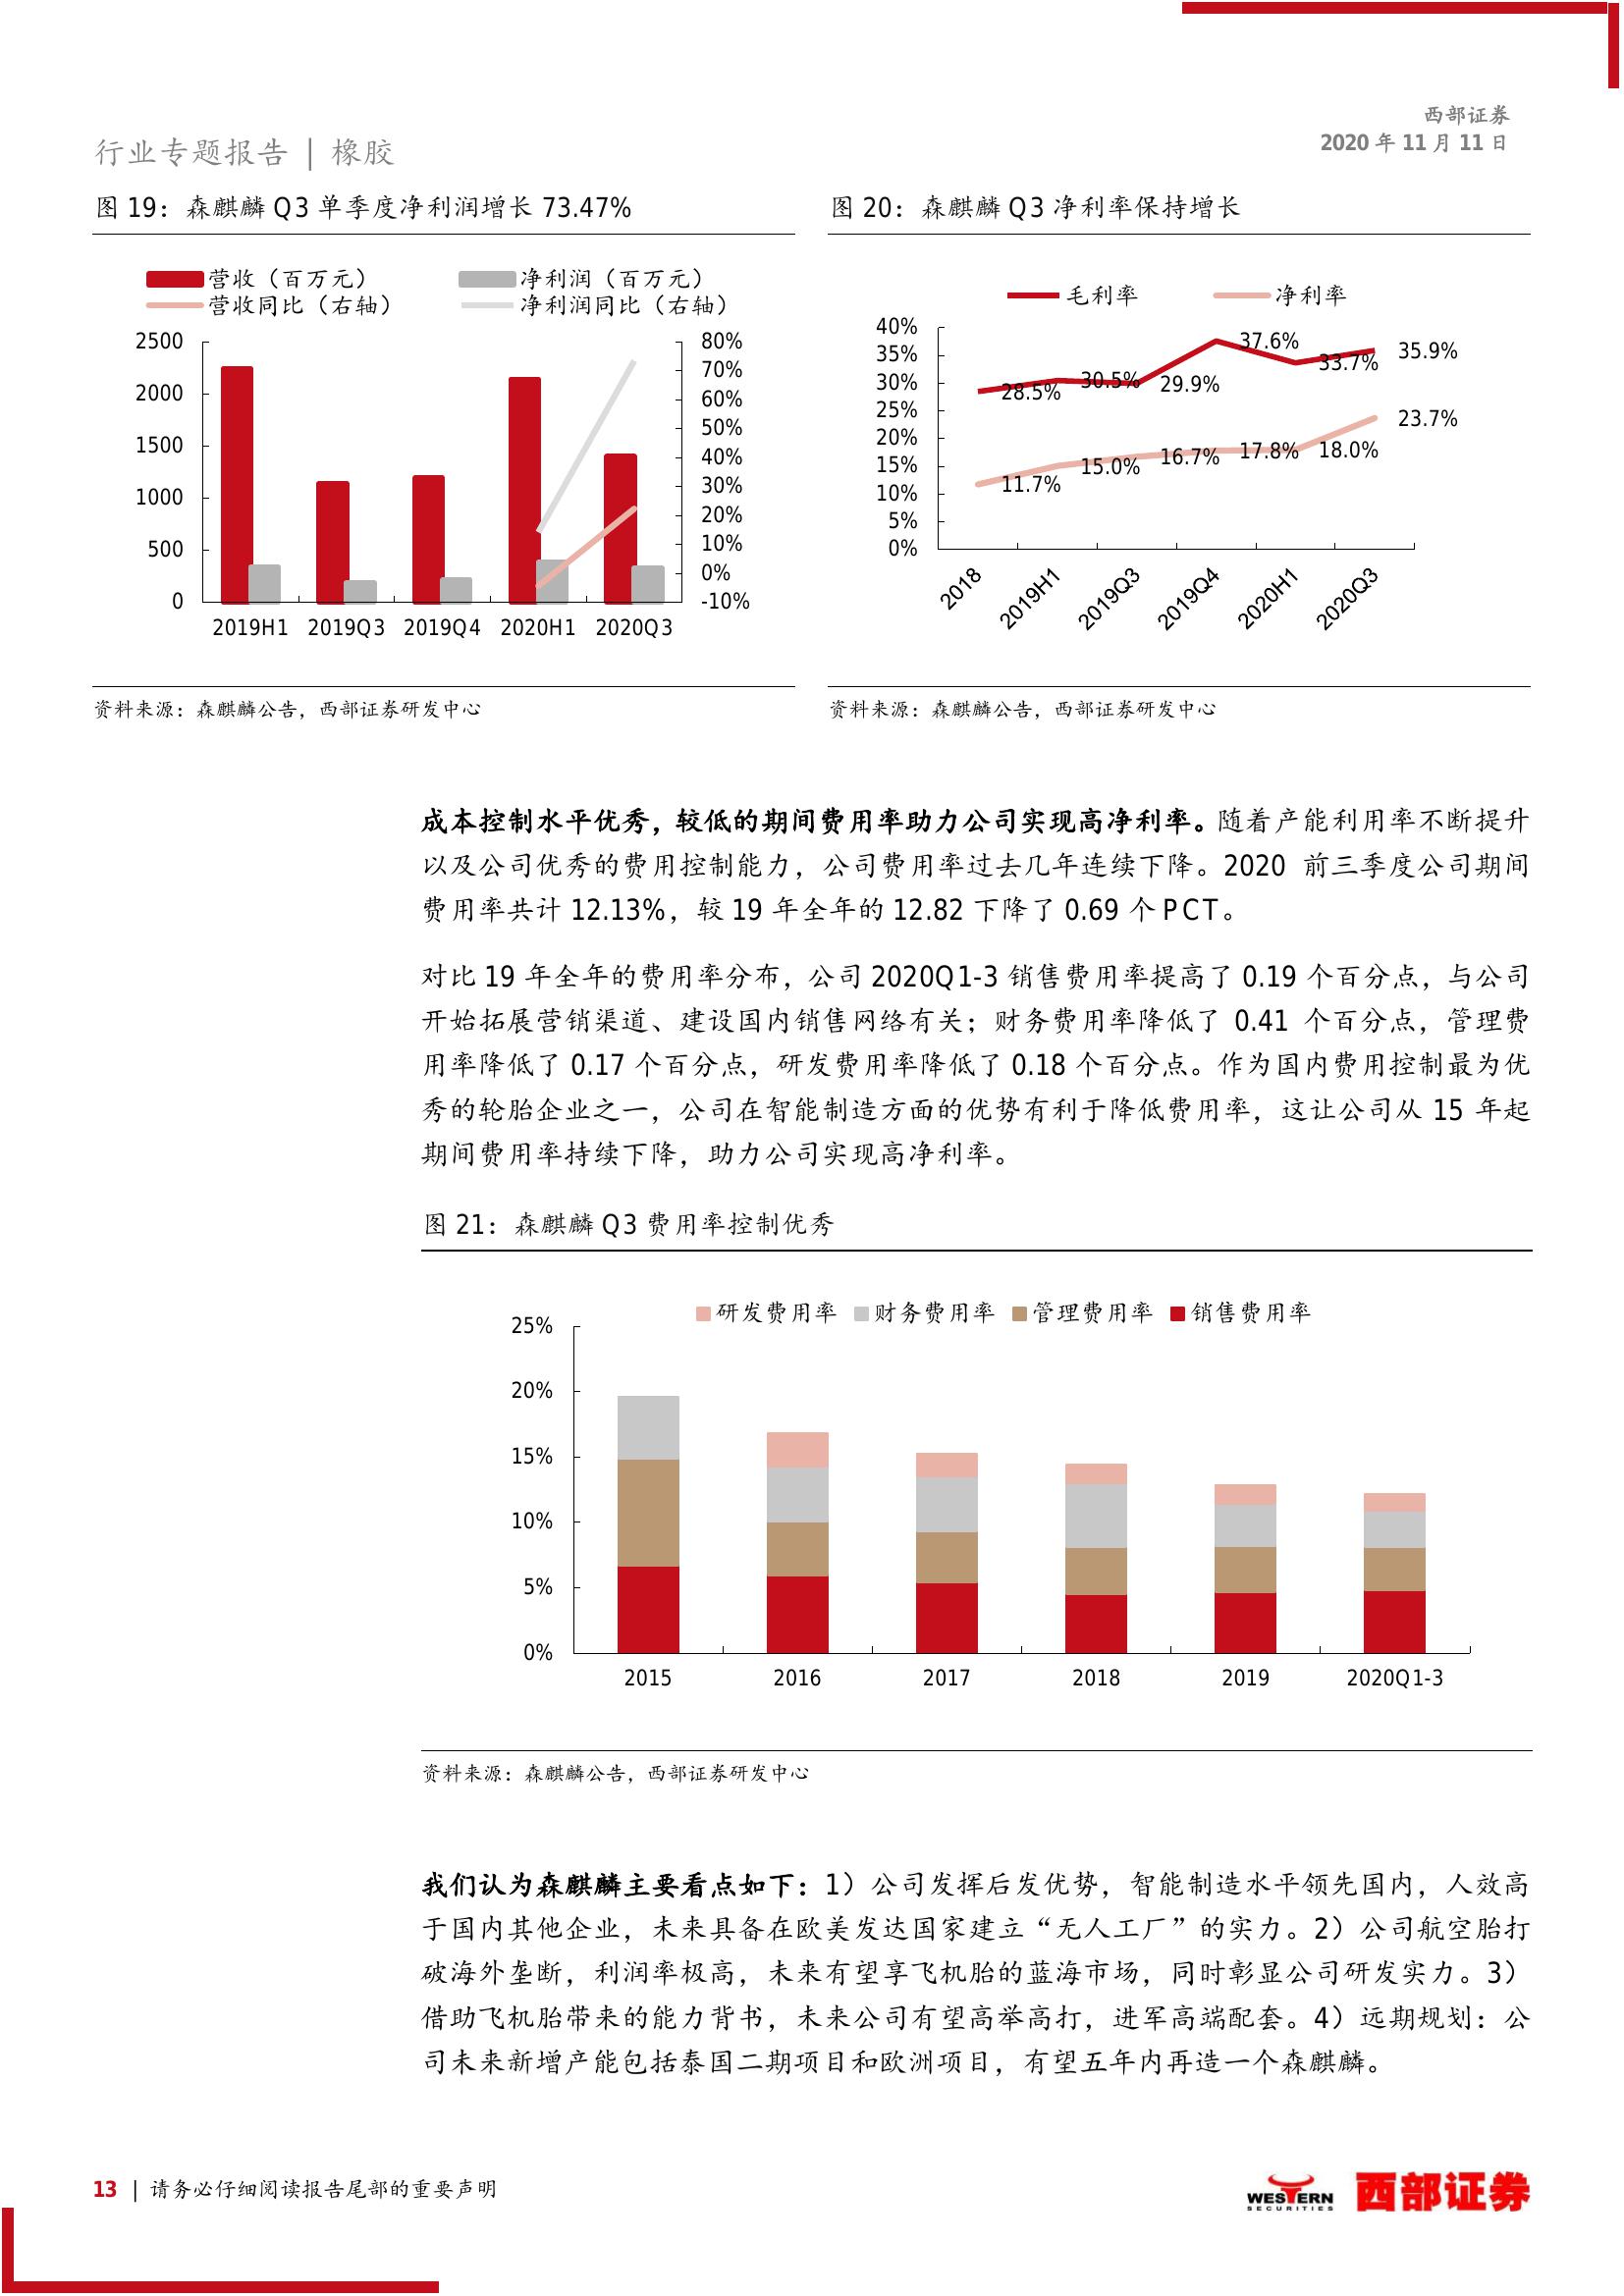 西部证券
2020 年 11 月 11 日
行业专题报告 | 橡胶
图 19：森麒麟 Q3 单季度净利润增长 73.47%
营收（百万元）
净利润（百万元）
营收同比（右轴）
净利润同比（右轴）
2500
2000
1500
1000
500
0
80%
70%
60%
50%
40%
30%
20%
10%
0%
-10%
2019H1 2019Q3 2019Q4 2020H1 2020Q3
资料来源：森麒麟公告，西部证券研发中心
图 20：森麒麟 Q3 净利率保持增长
毛利率 净利率
40%
35%
30%
25%
20%
15%
10%
5%
0%
28.5% 30.5% 29.9% 37.6% 33.7% 35.9%
11.7% 15.0% 16.7% 17.8% 18.0% 23.7%
2018 2019H1 2019Q3 2019Q4 2020H1 2020Q3
资料来源：森麒麟公告，西部证券研发中心
成本控制水平优秀，较低的期间费用率助力公司实现高净利率。随着产能利用率不断提升
以及公司优秀的费用控制能力，公司费用率过去几年连续下降。2020 前三季度公司期间
费用率共计 12.13%，较 19 年全年的 12.82 下降了 0.69 个 PCT。
对比 19 年全年的费用率分布，公司 2020Q1-3 销售费用率提高了 0.19 个百分点，与公司
开始拓展营销渠道、建设国内销售网络有关；财务费用率降低了 0.41 个百分点，管理费
用率降低了 0.17 个百分点，研发费用率降低了 0.18 个百分点。作为国内费用控制最为优
秀的轮胎企业之一，公司在智能制造方面的优势有利于降低费用率，这让公司从 15 年起
期间费用率持续下降，助力公司实现高净利率。
图 21：森麒麟 Q3 费用率控制优秀
研发费用率 财务费用率 管理费用率 销售费用率
25%
20%
15%
10%
5%
0%
2015 2016 2017 2018 2019 2020Q1-3
资料来源：森麒麟公告，西部证券研发中心
我们认为森麒麟主要看点如下：1）公司发挥后发优势，智能制造水平领先国内，人效高
于国内其他企业，未来具备在欧美发达国家建立“无人工厂”的实力。2）公司航空胎打
破海外垄断，利润率极高，未来有望享飞机胎的蓝海市场，同时彰显公司研发实力。3）
借助飞机胎带来的能力背书，未来公司有望高举高打，进军高端配套。4）远期规划：公
司未来新增产能包括泰国二期项目和欧洲项目，有望五年内再造一个森麒麟。
13 | 请务必仔细阅读报告尾部的重要声明
WESTERN
SECURITIES
西部证券